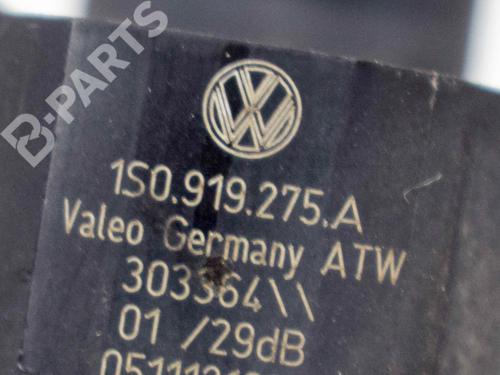 B-PARTS
1S0.919.275.A
Valeo Germany ATW
303364\\
01 /29dB